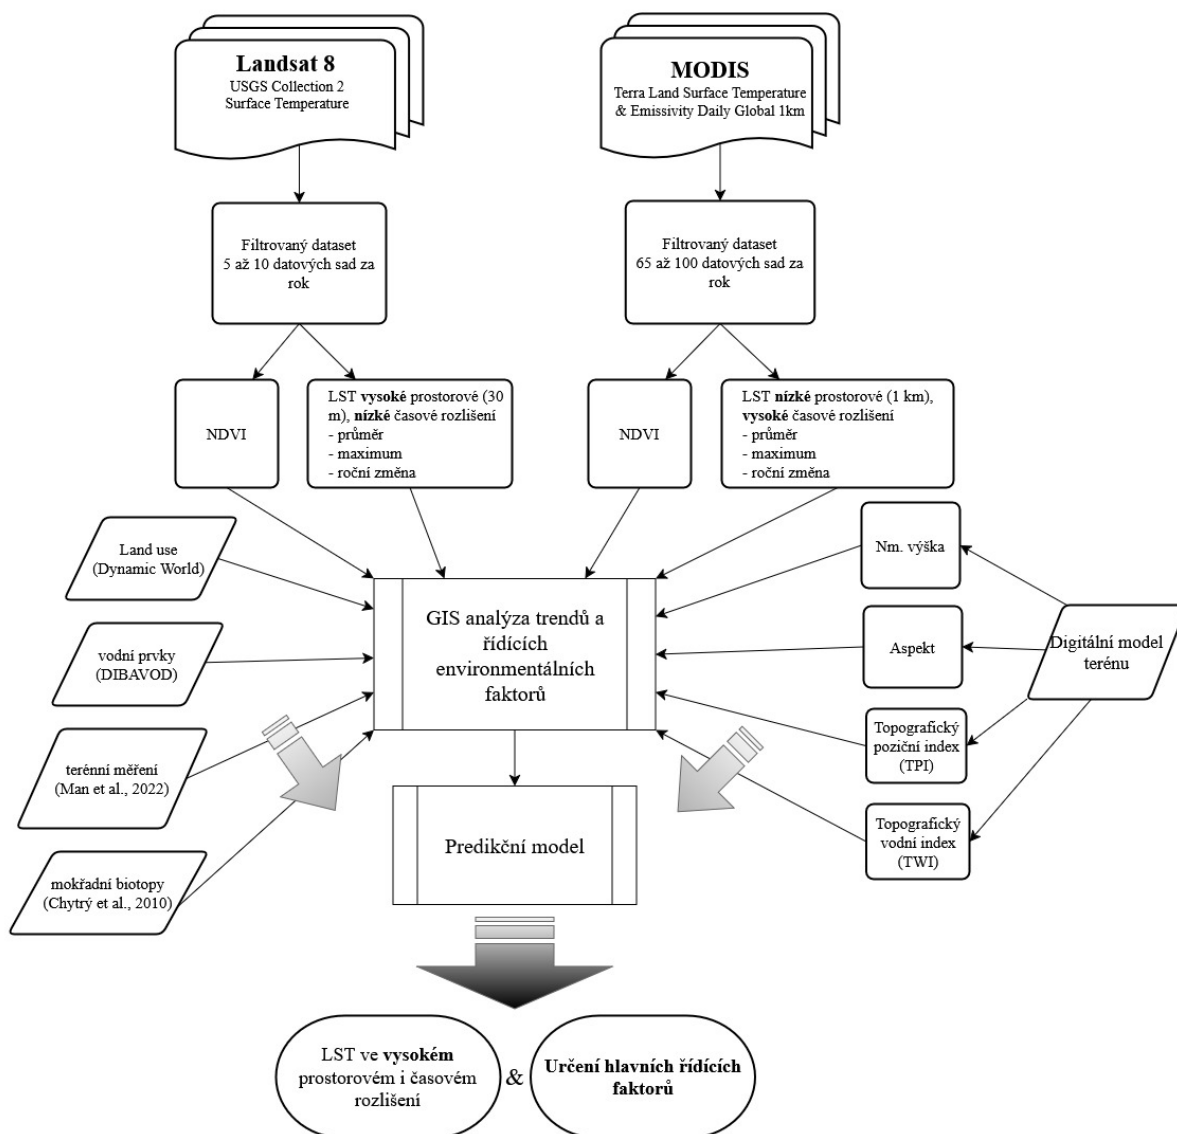 Landsat 8
USGS Collection 2
Surface Temperature
MODIS
Terra Land Surface Temperature
& Emissivity Daily Global 1km
Filtrovaný dataset
5 až 10 datových sad za
rok
Filtrovaný dataset
65 až 100 datových sad za
rok
NDVI
LST vysoké prostorové (30
m), nízké časové rozlišení
- průměr
- maximum
- roční změna
NDVI
LST nízké prostorové (1 km),
vysoké časové rozlišení
- průměr
- maximum
- roční změna
Land use
(Dynamic World)
vodní prvky
(DIBAVOD)
terénní měření
(Man et al., 2022)
mokřadní biotopy
(Chytrý et al., 2010)
GIS analýza trendů a
řídících
environmentálních
faktorů
Nm. výška
Aspekt
Topografický
poziční index
(TPI)
Topografický
vodní index
(TWI)
Digitální model
terénu
Predikční model
LST ve vysokém
prostorovém i časovém
rozlišení
&
Určení hlavních řídících
faktorů